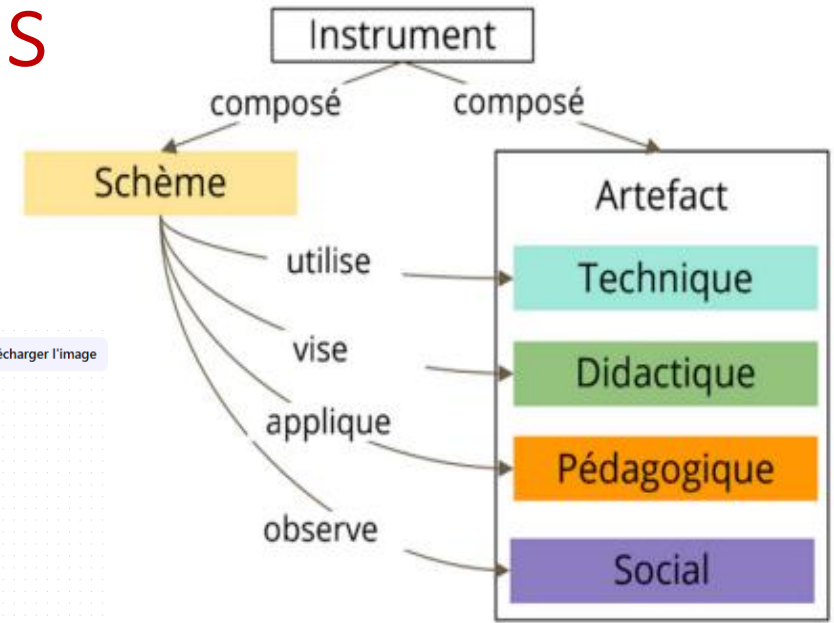 S
Instrument
composé
composé
Schème
Artefact
utilise
Technique
vise
écharger l'image
Didactique
applique
Pédagogique
observe
Social